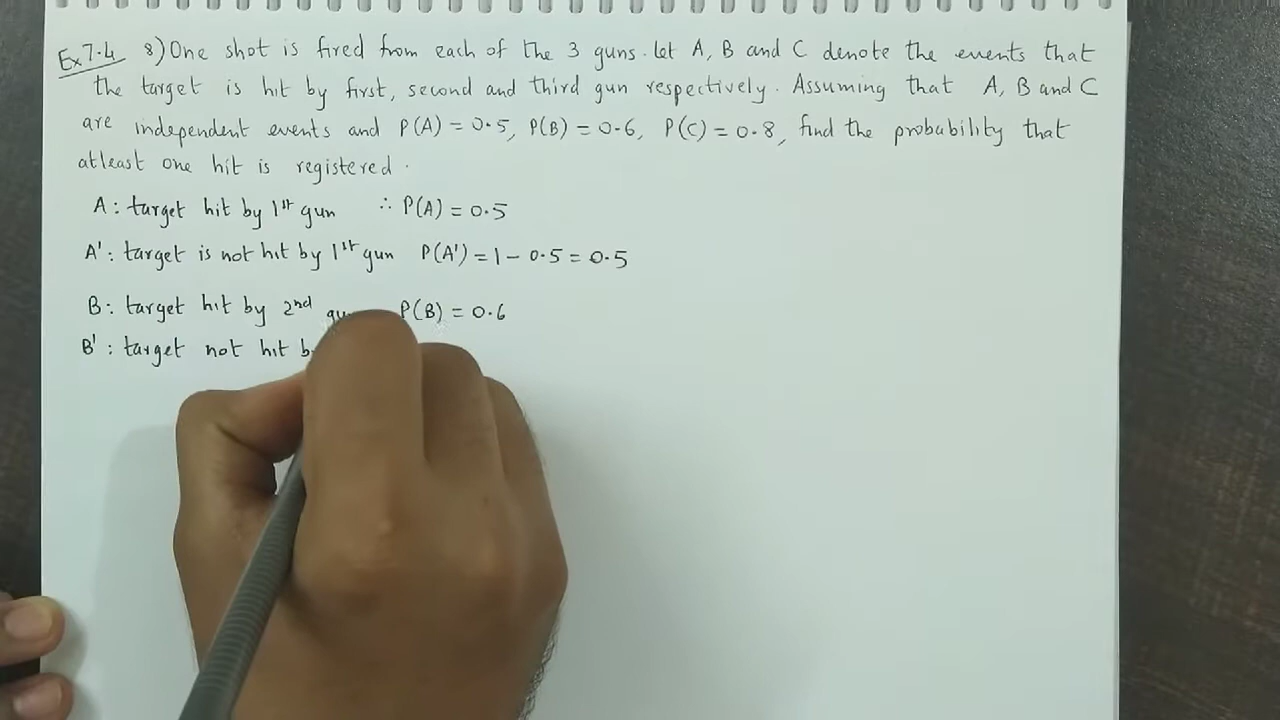 Ex 7.4 8) One shot is fired from each of the 3 guns. Let A, B and C denote the events that
the target is hit by first, second and third gun respectively. Assuming that A, B and C
are independent events and P(A) = 0.5, P(B) = 0.6, P(C) = 0.8, find the probability that
atleast one hit is registered.
A: target hit by 1st gun ∴ P(A) = 0.5
A': target is not hit by 1st gun P(A') = 1 - 0.5 = 0.5
B: target hit by 2nd P(B) = 0.6
B': target not hit